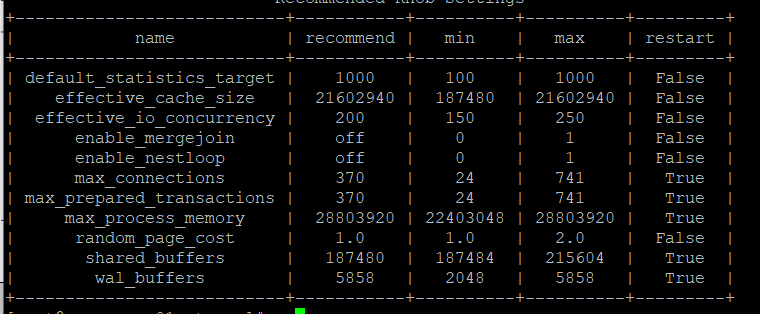 Recommended Knob Settings
+---------------------------+-----------+----------+----------+---------+
| name | recommend | min | max | restart |
+---------------------------+-----------+----------+----------+---------+
| default_statistics_target | 1000 | 100 | 1000 | False |
| effective_cache_size | 21602940 | 187480 | 21602940 | False |
| effective_io_concurrency | 200 | 150 | 250 | False |
| enable_mergejoin | off | 0 | 1 | False |
| enable_nestloop | off | 0 | 1 | False |
| max_connections | 370 | 24 | 741 | True |
| max_prepared_transactions | 370 | 24 | 741 | True |
| max_process_memory | 28803920 | 22403048 | 28803920 | True |
| random_page_cost | 1.0 | 1.0 | 2.0 | False |
| shared_buffers | 187480 | 187484 | 215604 | True |
| wal_buffers | 5858 | 2048 | 5858 | True |
+---------------------------+-----------+----------+----------+---------+